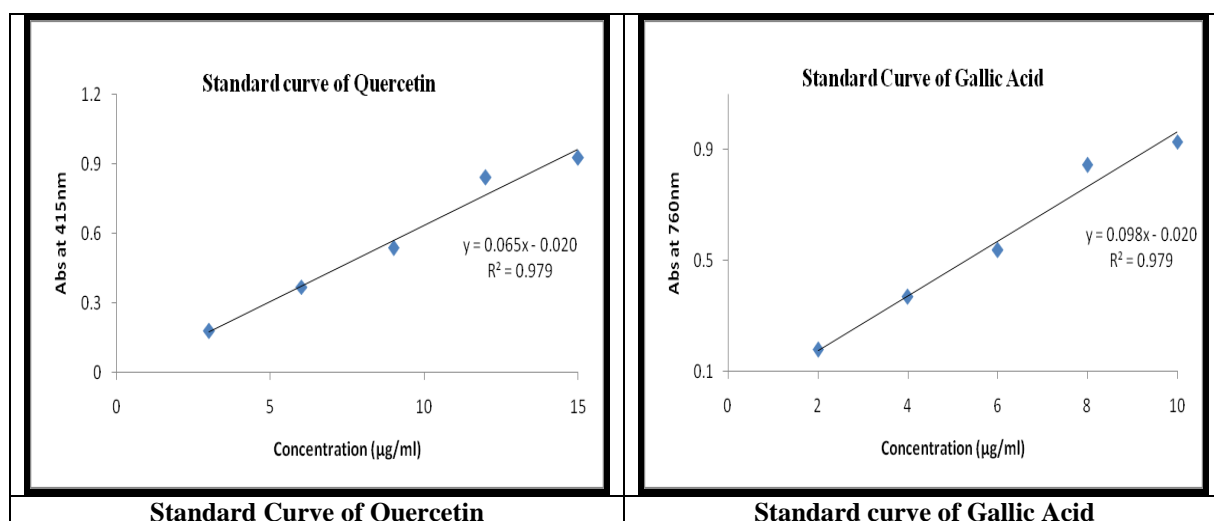 Standard curve of Quercetin
1.2
0.9
0.6
0.3
0
Abs at 415nm
y = 0.065x - 0.020
R² = 0.979
0 5 10 15
Concentration (µg/ml)
Standard Curve of Quercetin
Standard Curve of Gallic Acid
0.9
0.5
0.1
Abs at 760nm
y = 0.098x - 0.020
R² = 0.979
0 2 4 6 8 10
Concentration (µg/ml)
Standard curve of Gallic Acid